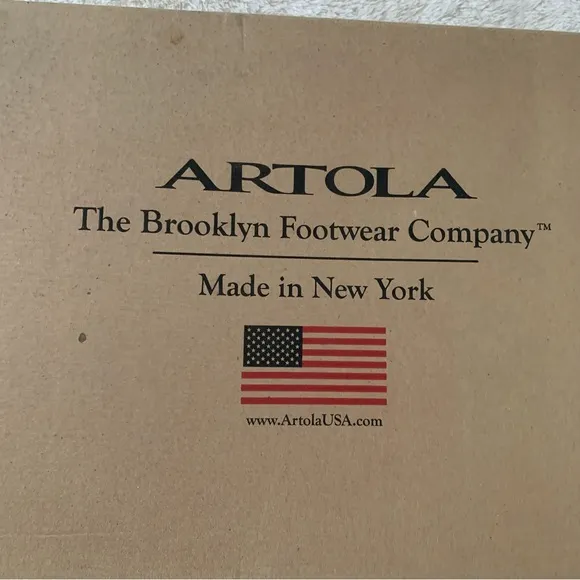 ARTOLA
The Brooklyn Footwear Company™
Made in New York
www.ArtolaUSA.com